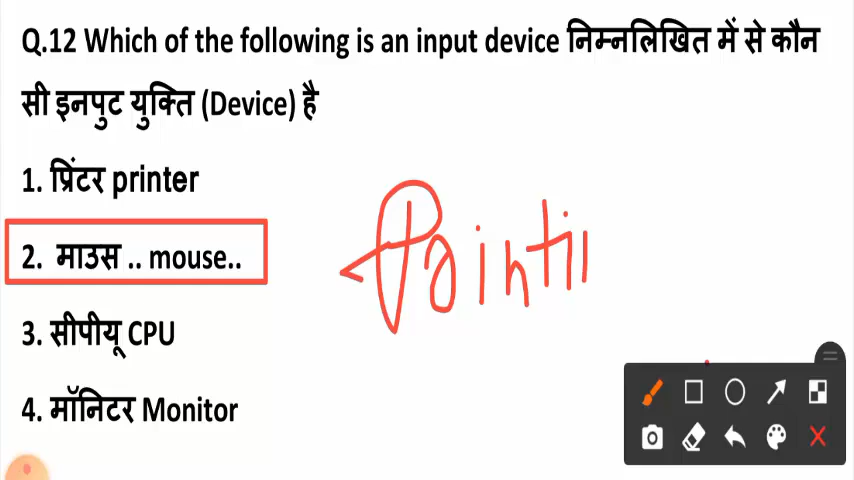 Q.12 Which of the following is an input device निम्नलिखित में से कौन
सी इनपुट युक्ति (Device) है
1. प्रिंटर printer
2. माउस .. mouse..
3. सीपीयू CPU
4. मॉनिटर Monitor